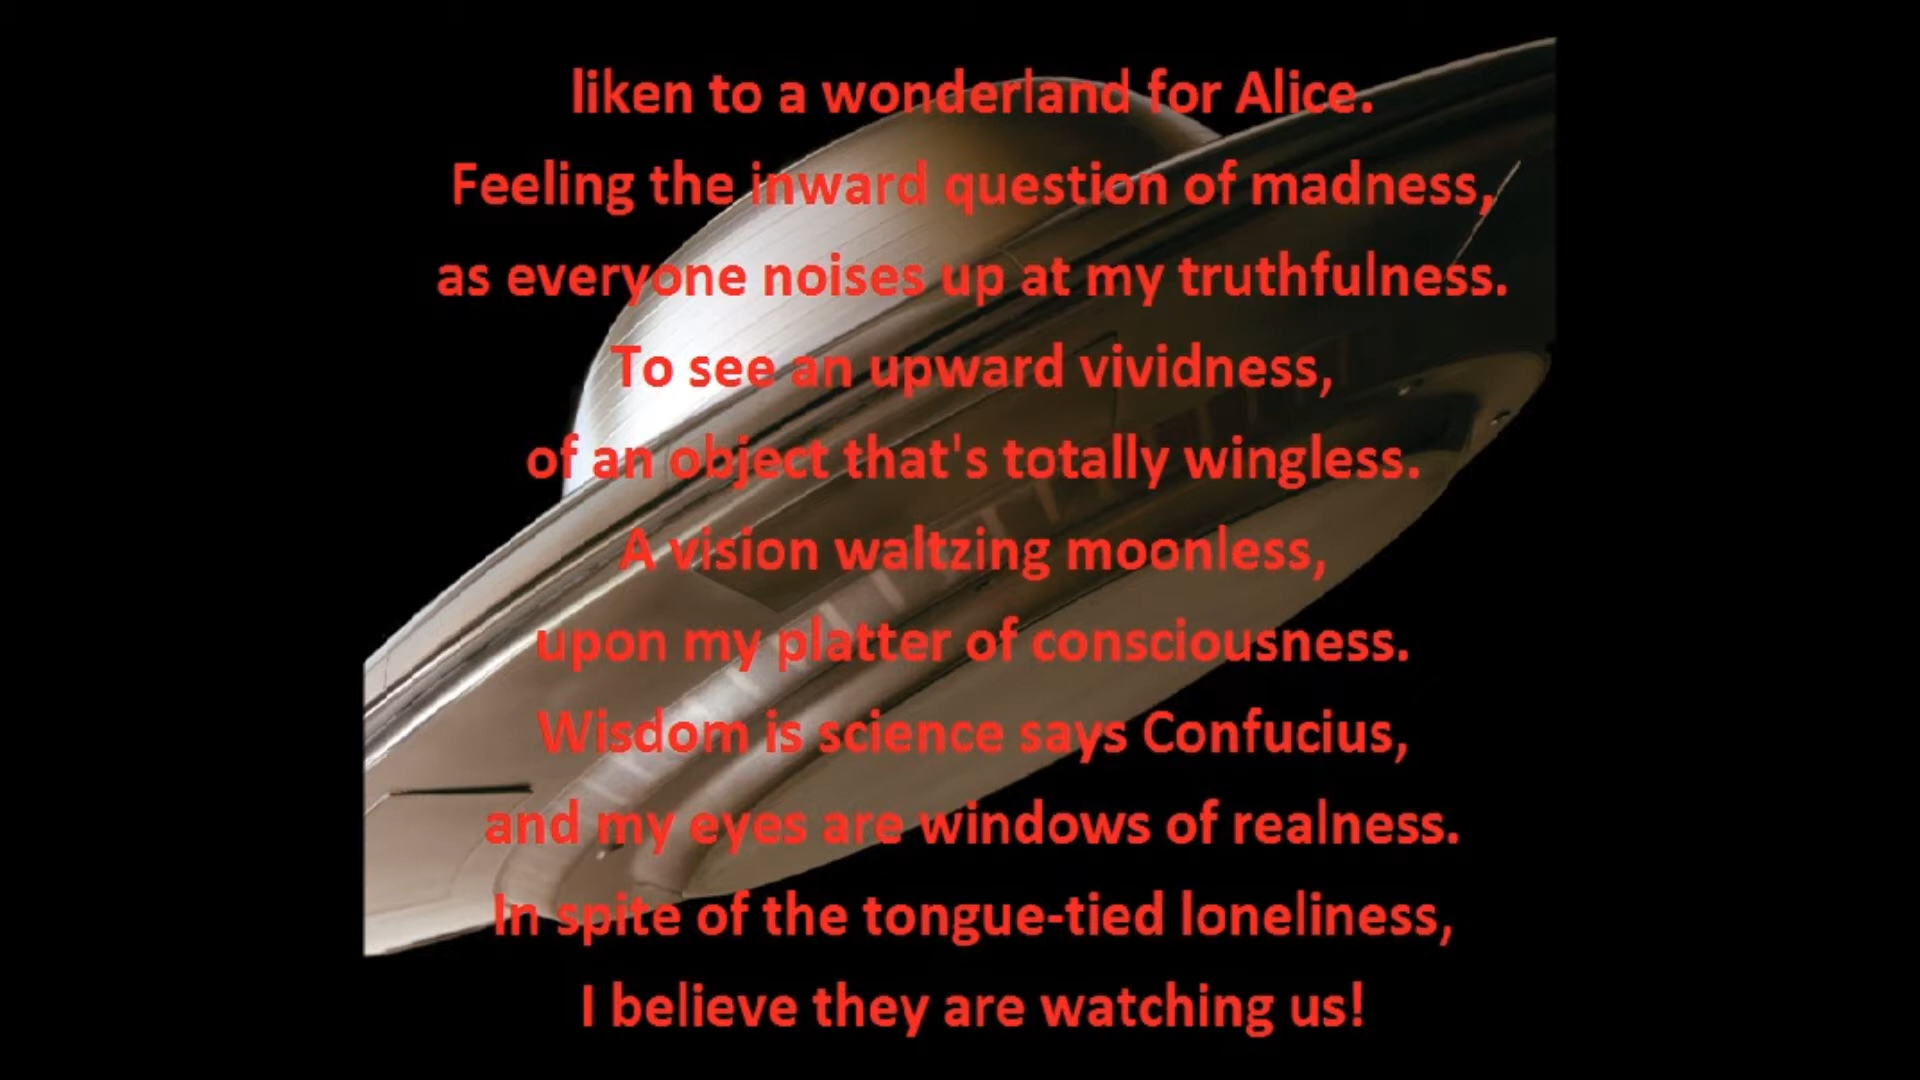 liken to a wonderland for Alice.
Feeling the inward question of madness,
as everyone noises up at my truthfulness.
To see an upward vividness,
of an object that's totally wingless.
A vision waltzing moonless,
upon my platter of consciousness.
Wisdom is science says Confucius,
and my eyes are windows of realness.
In spite of the tongue-tied loneliness,
I believe they are watching us!